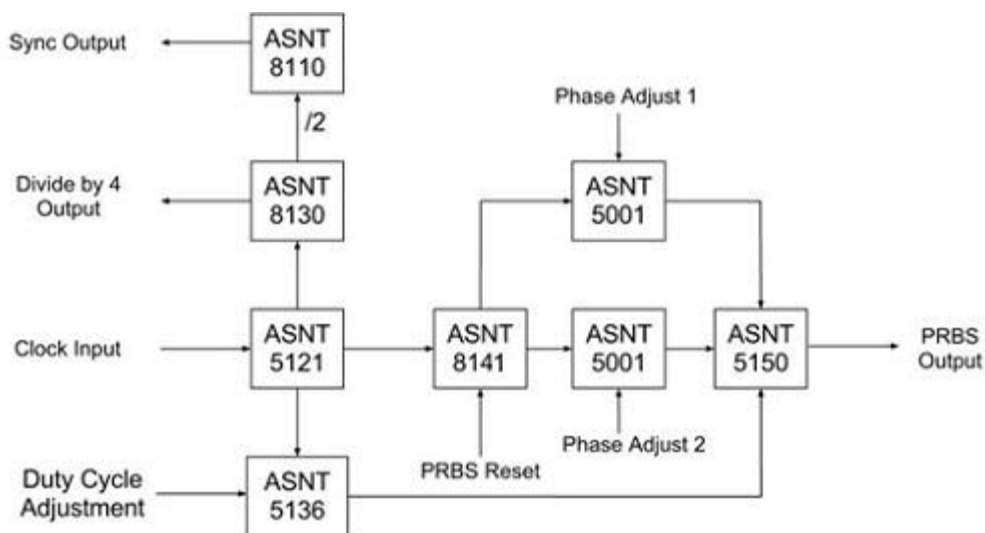 Sync Output
ASNT
8110
/2
Phase Adjust 1
Divide by 4
Output
ASNT
8130
ASNT
5001
Clock Input
ASNT
5121
ASNT
8141
ASNT
5001
ASNT
5150
PRBS
Output
PRBS Reset
Phase Adjust 2
Duty Cycle
Adjustment
ASNT
5136